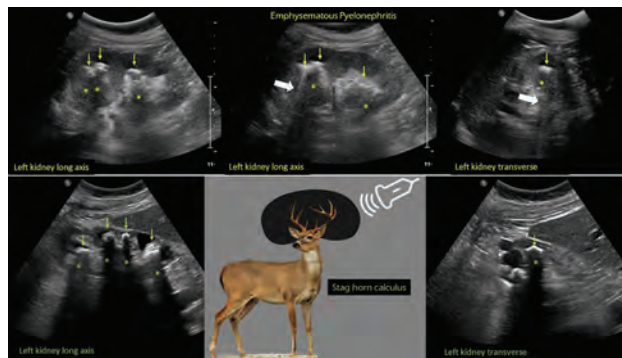 Emphysematous Pyelonephritis
Left kidney long axis
Left kidney long axis
Left kidney transverse
Stag horn calculus
Left kidney long axis
Left kidney transverse